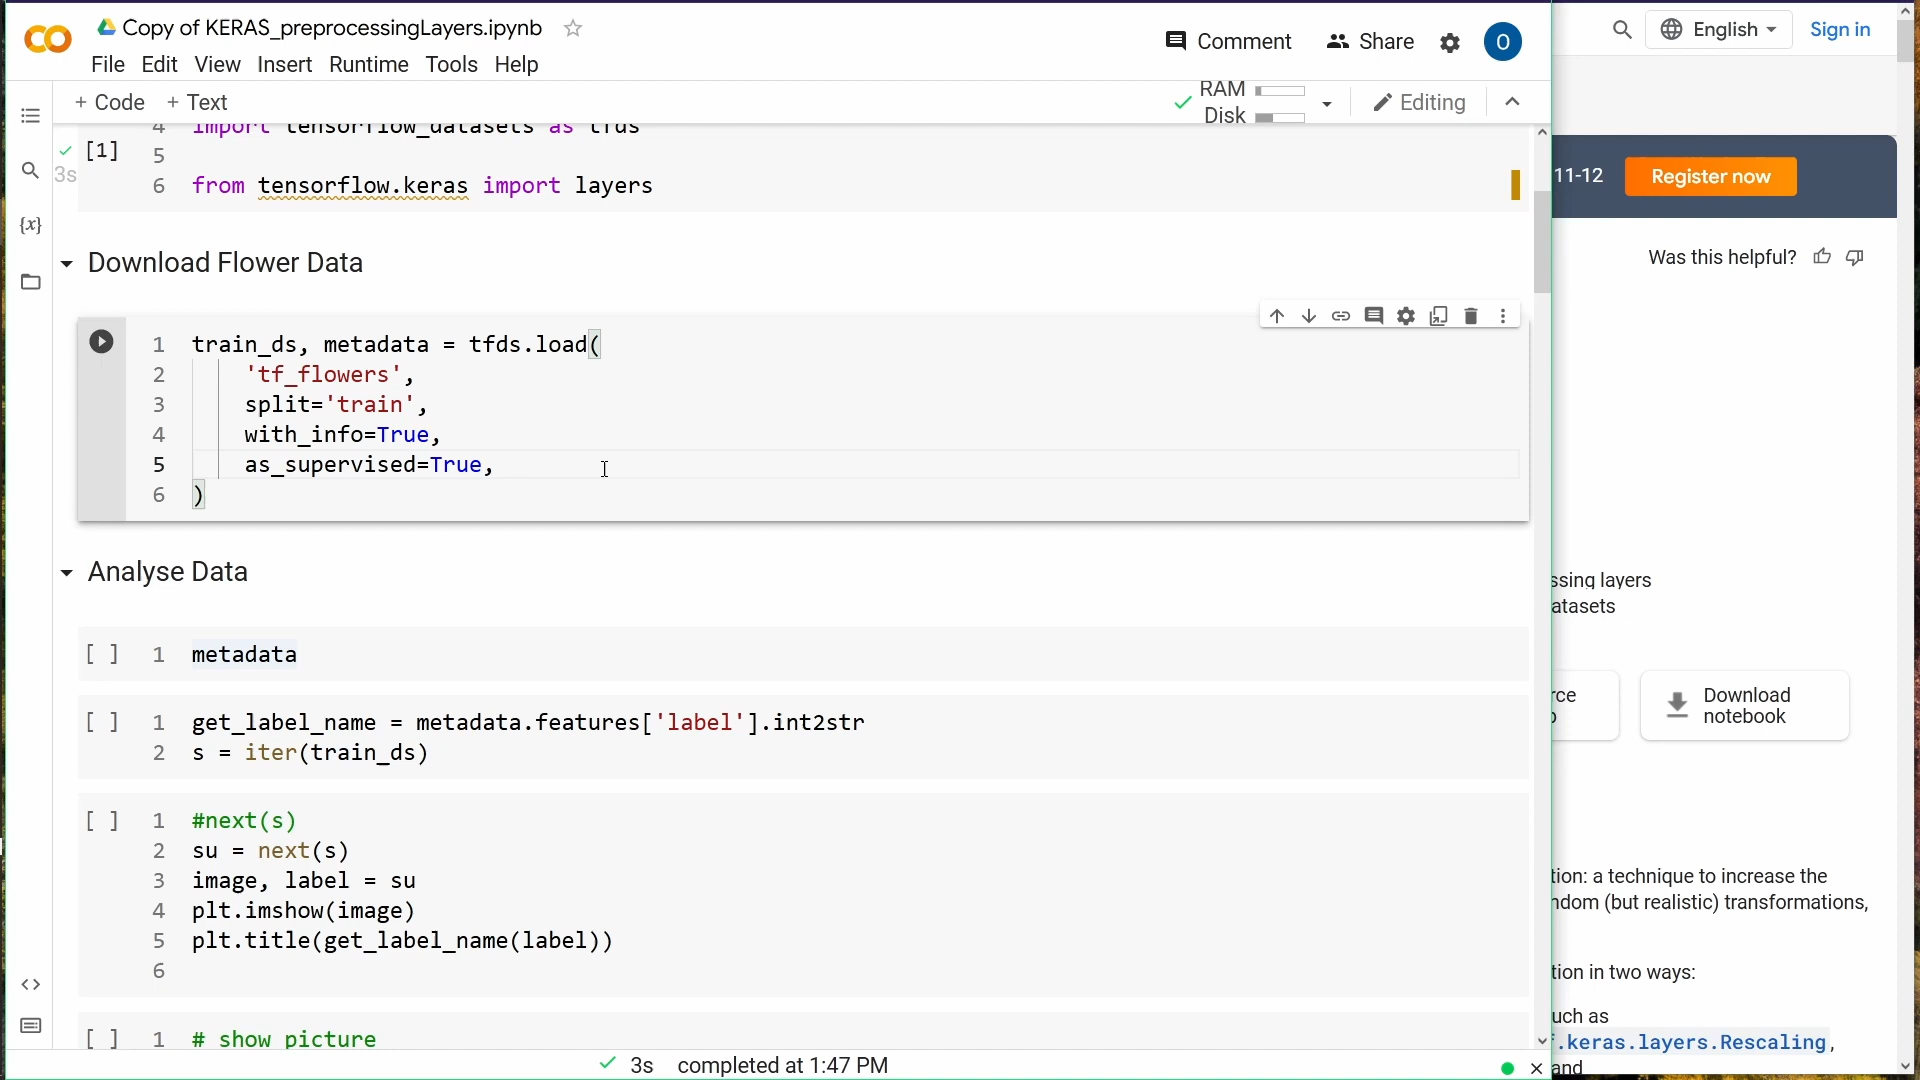 Copy of KERAS_preprocessingLayers.ipynb
File Edit View Insert Runtime Tools Help
Comment Share O
English Sign in
+ Code + Text
RAM
Disk
Editing
4 import tensorflow_datasets as tfds
[1] 5
3s
6 from tensorflow.keras import layers
11-12 Register now
Was this helpful?
Download Flower Data
1 train_ds, metadata = tfds.load(
2 'tf_flowers',
3 split='train',
4 with_info=True,
5 as_supervised=True,
6 )
Analyse Data
[ ] 1 metadata
[ ] 1 get_label_name = metadata.features['label'].int2str
2 s = iter(train_ds)
[ ] 1 #next(s)
2 su = next(s)
3 image, label = su
4 plt.imshow(image)
5 plt.title(get_label_name(label))
6
[ ] 1 # show picture
3s completed at 1:47 PM
ssing layers
atasets
rce
Download
notebook
tion: a technique to increase the
ndom (but realistic) transformations,
tion in two ways:
uch as
f.keras.layers.Rescaling,
and